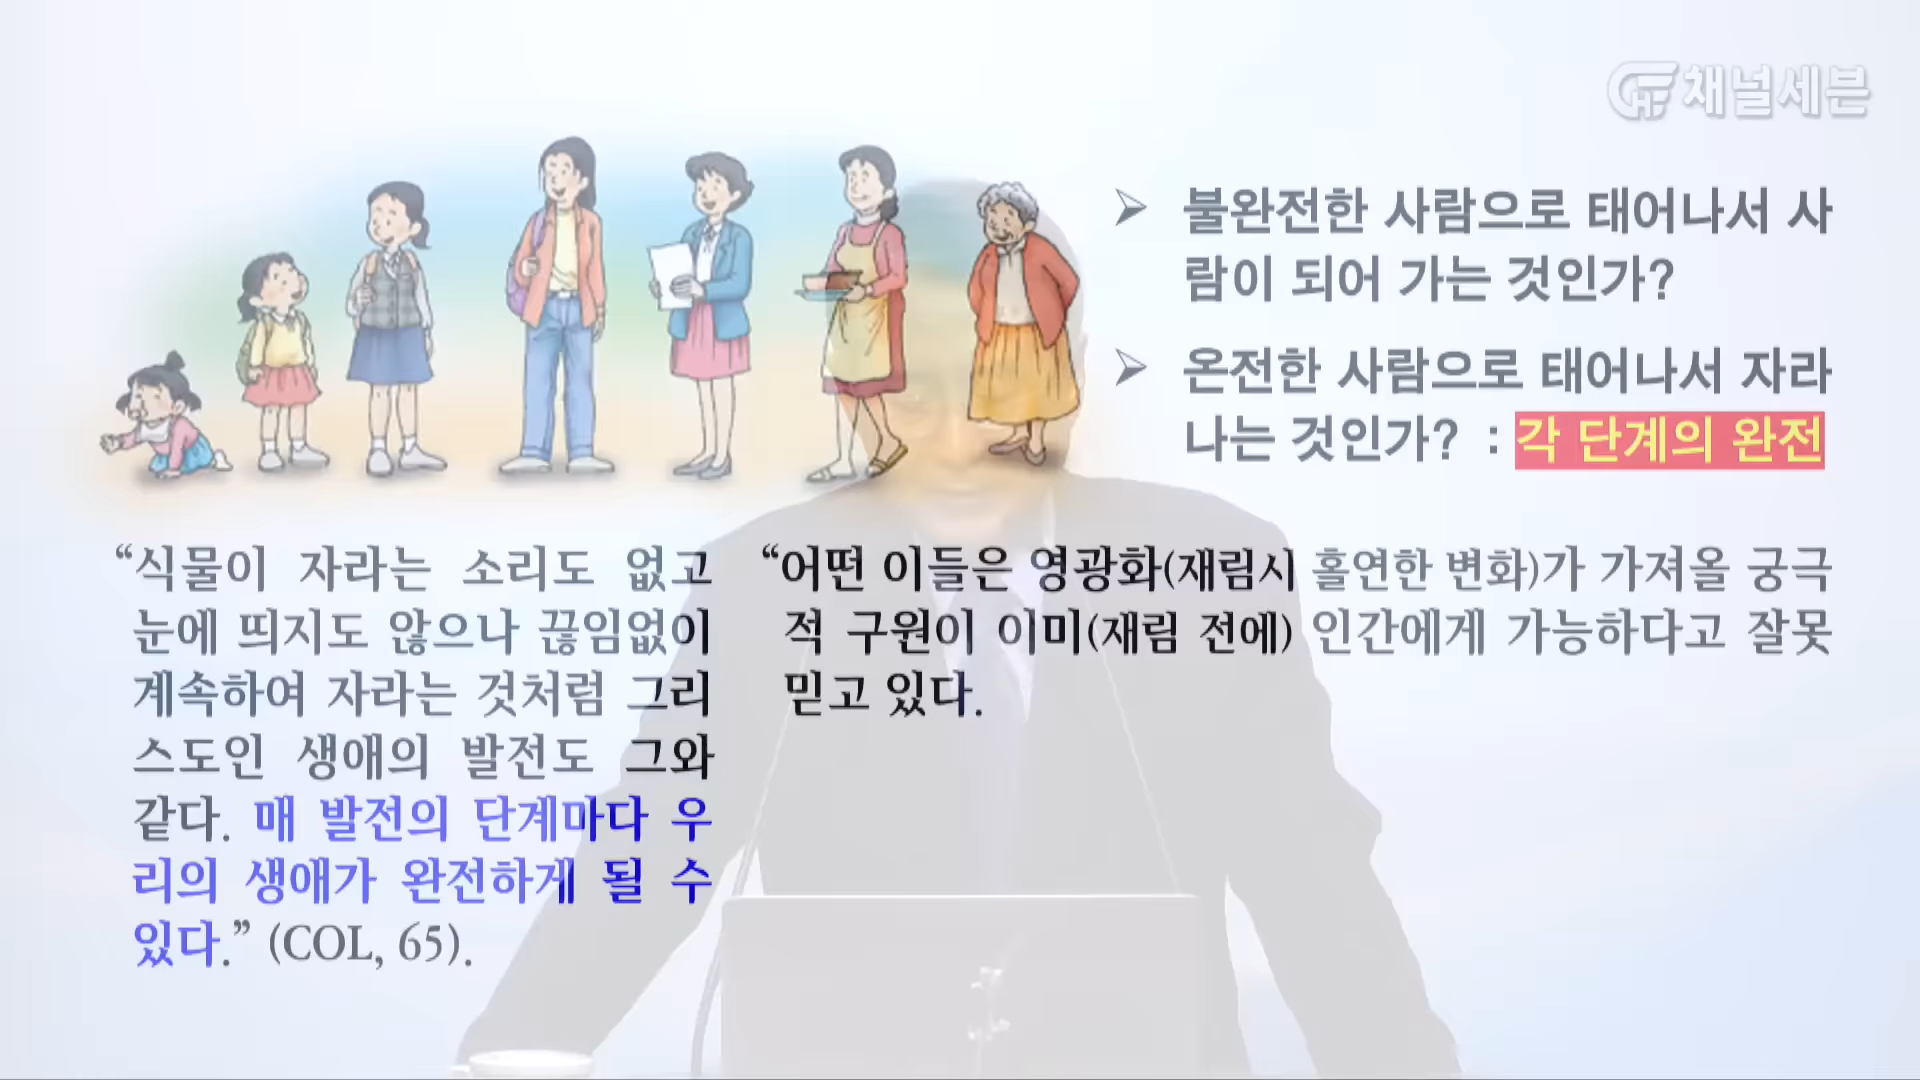 채널세븐
➢ 불완전한 사람으로 태어나서 사
람이 되어 가는 것인가?
➢ 온전한 사람으로 태어나서 자라
나는 것인가? : 각 단계의 완전
“식물이 자라는 소리도 없고
눈에 띄지도 않으나 끊임없이
계속하여 자라는 것처럼 그리
스도인 생애의 발전도 그와
같다. 매 발전의 단계마다 우
리의 생애가 완전하게 될 수
있다.” (COL, 65).
“어떤 이들은 영광화(재림시 홀연한 변화)가 가져올 궁극
적 구원이 이미(재림 전에) 인간에게 가능하다고 잘못
믿고 있다.